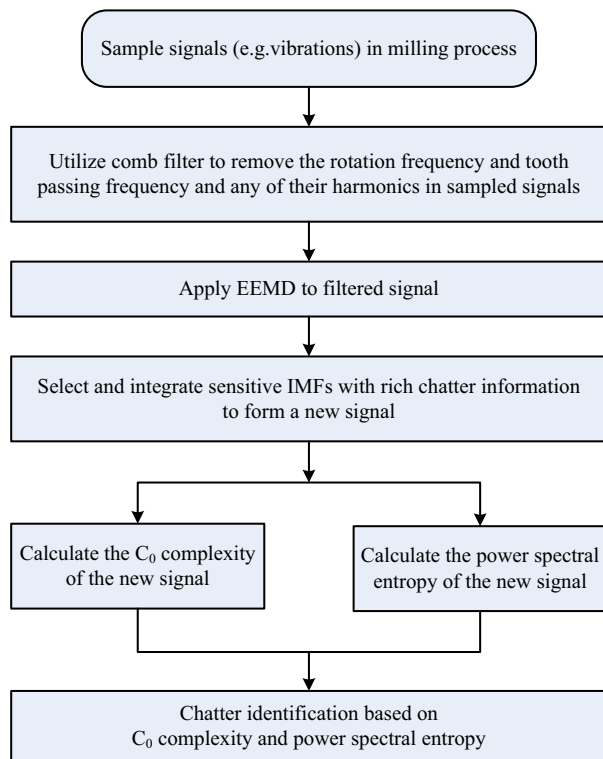 Sample signals (e.g.vibrations) in milling process
Utilize comb filter to remove the rotation frequency and tooth
passing frequency and any of their harmonics in sampled signals
Apply EEMD to filtered signal
Select and integrate sensitive IMFs with rich chatter information
to form a new signal
Calculate the C₀ complexity
of the new signal
Calculate the power spectral
entropy of the new signal
Chatter identification based on
C₀ complexity and power spectral entropy